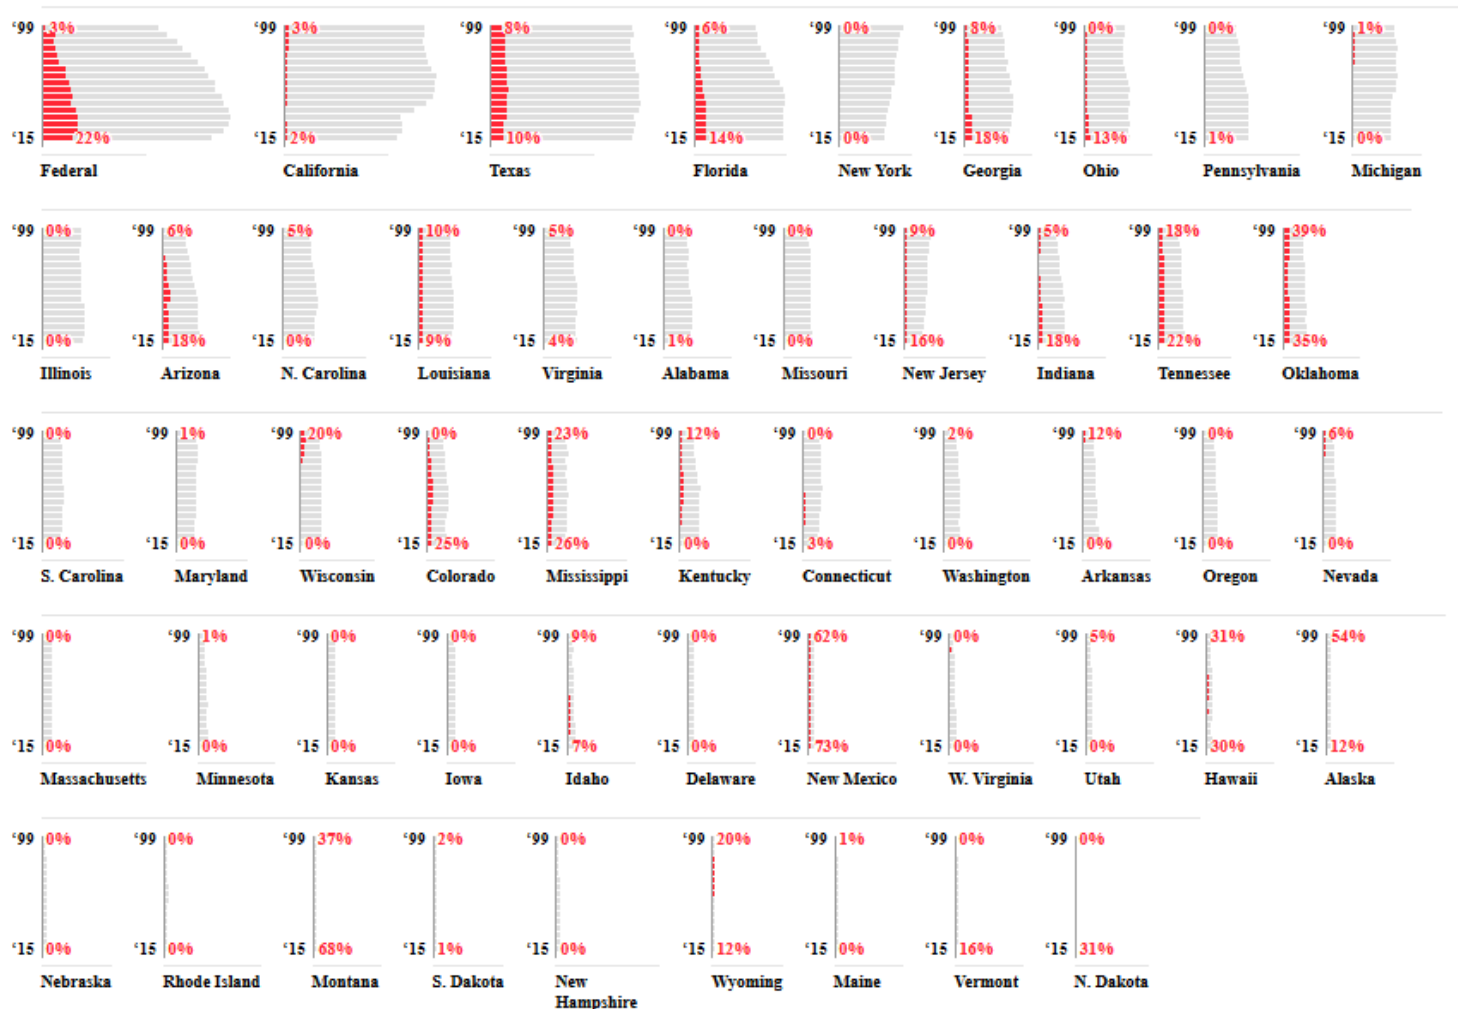 ‘99 3% ‘99 3% ‘99 8% ‘99 6% ‘99 0% ‘99 8% ‘99 0% ‘99 0% ‘99 1%
‘15 22% ‘15 2% ‘15 10% ‘15 14% ‘15 0% ‘15 18% ‘15 13% ‘15 1% ‘15 0%
Federal California Texas Florida New York Georgia Ohio Pennsylvania Michigan
‘99 0% ‘99 6% ‘99 5% ‘99 10% ‘99 5% ‘99 0% ‘99 0% ‘99 9% ‘99 5% ‘99 18% ‘99 39%
‘15 0% ‘15 18% ‘15 0% ‘15 9% ‘15 4% ‘15 1% ‘15 0% ‘15 16% ‘15 18% ‘15 22% ‘15 35%
Illinois Arizona N. Carolina Louisiana Virginia Alabama Missouri New Jersey Indiana Tennessee Oklahoma
‘99 0% ‘99 1% ‘99 20% ‘99 0% ‘99 23% ‘99 12% ‘99 0% ‘99 2% ‘99 12% ‘99 0% ‘99 6%
‘15 0% ‘15 0% ‘15 0% ‘15 25% ‘15 26% ‘15 0% ‘15 3% ‘15 0% ‘15 0% ‘15 0% ‘15 0%
S. Carolina Maryland Wisconsin Colorado Mississippi Kentucky Connecticut Washington Arkansas Oregon Nevada
‘99 0% ‘99 1% ‘99 0% ‘99 0% ‘99 9% ‘99 0% ‘99 62% ‘99 0% ‘99 5% ‘99 31% ‘99 54%
‘15 0% ‘15 0% ‘15 0% ‘15 0% ‘15 7% ‘15 0% ‘15 73% ‘15 0% ‘15 0% ‘15 30% ‘15 12%
Massachusetts Minnesota Kansas Iowa Idaho Delaware New Mexico W. Virginia Utah Hawaii Alaska
‘99 0% ‘99 0% ‘99 37% ‘99 2% ‘99 0% ‘99 20% ‘99 1% ‘99 0% ‘99 0%
‘15 0% ‘15 0% ‘15 68% ‘15 1% ‘15 0% ‘15 12% ‘15 0% ‘15 16% ‘15 31%
Nebraska Rhode Island Montana S. Dakota New Wyoming Maine Vermont N. Dakota
Hampshire